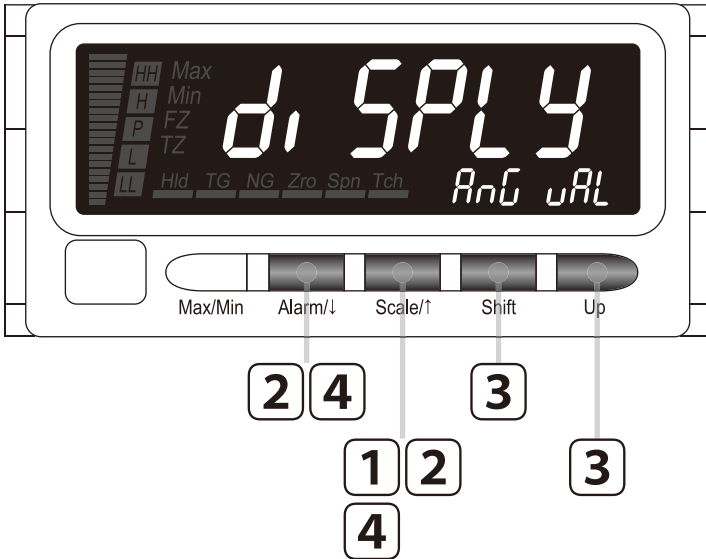 HH Max
H Min
P FZ
L TZ
LL Hld TG NG Zro Spn Tch
di SPLY
AnG vAL
Max/Min Alarm/↓ Scale/↑ Shift Up
2 4 3
1 2 3
4